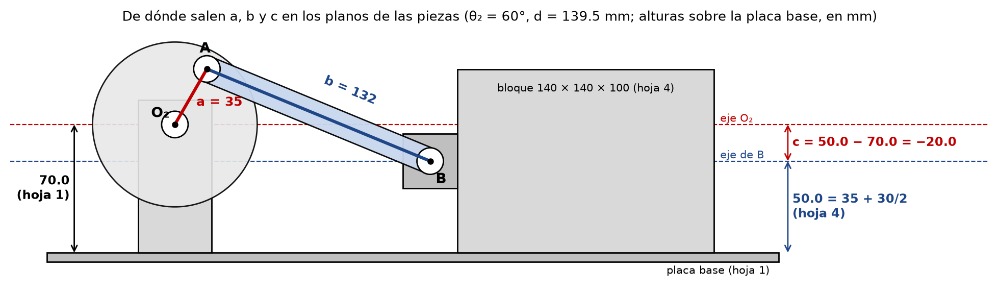 De dónde salen a, b y c en los planos de las piezas (θ₂ = 60°, d = 139.5 mm; alturas sobre la placa base, en mm)
A
b = 132
bloque 140 × 140 × 100 (hoja 4)
a = 35
O₂
eje O₂
c = 50.0 − 70.0 = −20.0
eje de B
B
70.0
(hoja 1)
50.0 = 35 + 30/2
(hoja 4)
placa base (hoja 1)